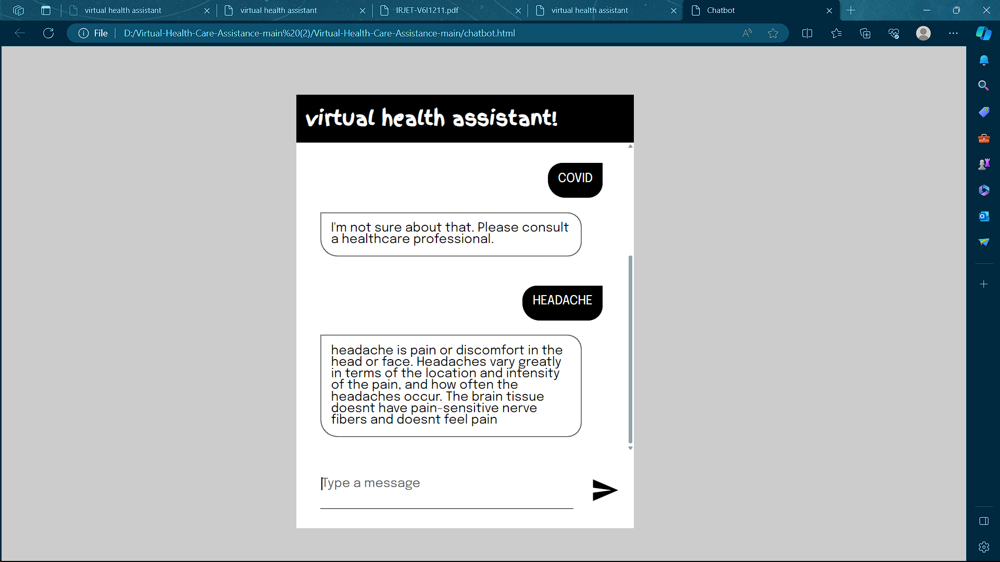 virtual health assistant
virtual health assistant
IRJET-V6I1211.pdf
virtual health assistant
Chatbot
File
D:/Virtual-Health-Care-Assistance-main%20(2)/Virtual-Health-Care-Assistance-main/chatbot.html
virtual health assistant!
COVID
I'm not sure about that. Please consult
a healthcare professional.
HEADACHE
headache is pain or discomfort in the
head or face. Headaches vary greatly
in terms of the location and intensity
of the pain, and how often the
headaches occur. The brain tissue
doesnt have pain-sensitive nerve
fibers and doesnt feel pain
Type a message